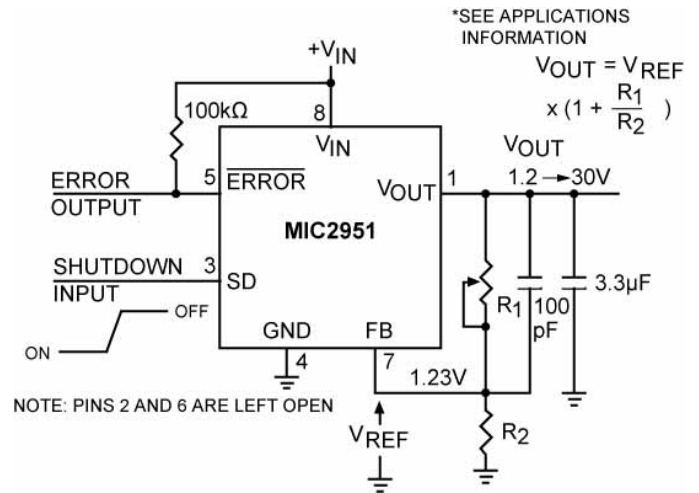 *SEE APPLICATIONS
INFORMATION
+VIN
VOUT = VREF
x (1 + R1/R2 )
100kΩ
8
VIN
VOUT
1.2 → 30V
ERROR
OUTPUT
5
ERROR
VOUT
1
MIC2951
SHUTDOWN
INPUT
3
SD
3.3µF
R1
100
pF
OFF
ON
GND
FB
4
7
1.23V
NOTE: PINS 2 AND 6 ARE LEFT OPEN
VREF
R2